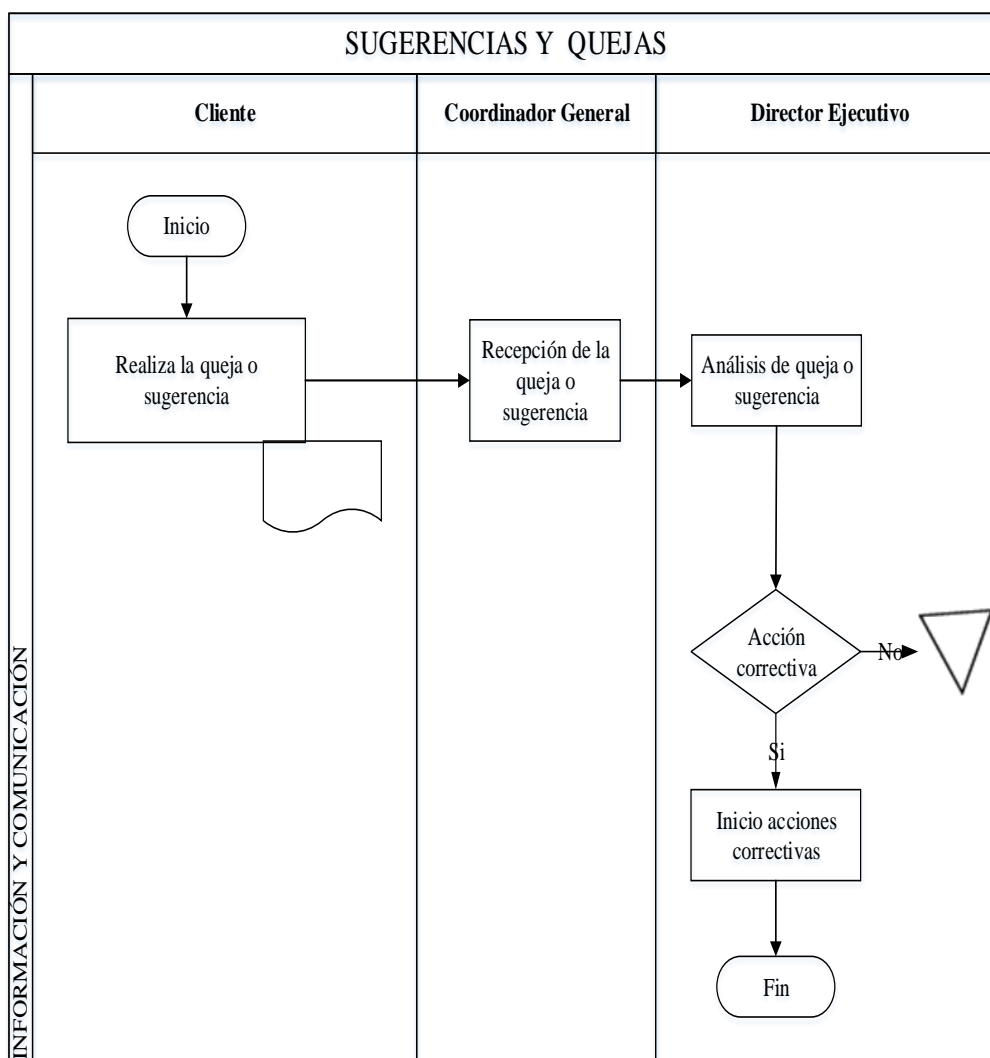 SUGERENCIAS Y QUEJAS
Cliente
Coordinador General
Director Ejecutivo
Inicio
Realiza la queja o
sugerencia
Recepción de la
queja o
sugerencia
Análisis de queja o
sugerencia
Acción
correctiva
No
Si
Inicio acciones
correctivas
Fin
INFORMACIÓN Y COMUNICACIÓN